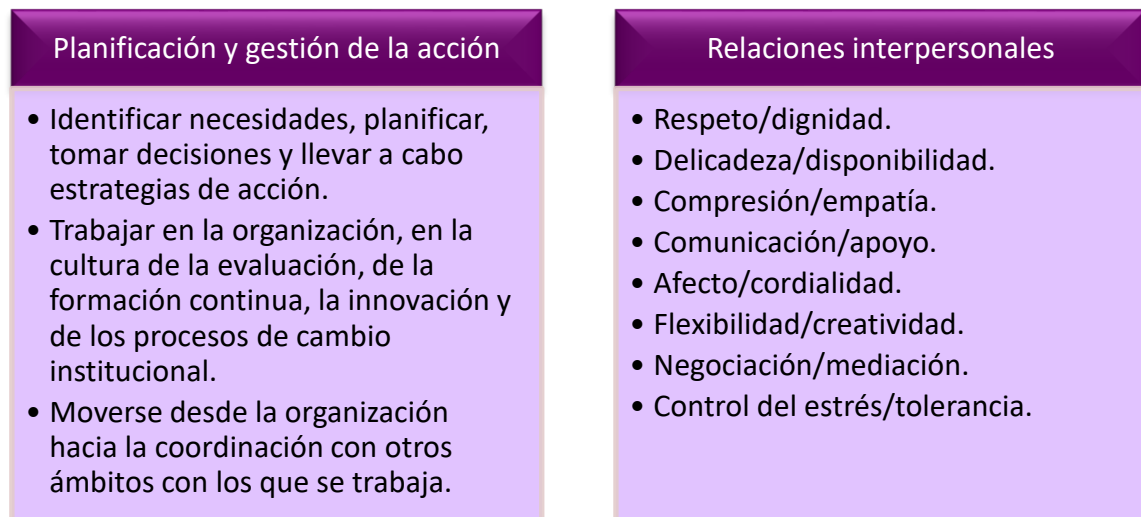 Planificación y gestión de la acción
• Identificar necesidades, planificar,
tomar decisiones y llevar a cabo
estrategias de acción.
• Trabajar en la organización, en la
cultura de la evaluación, de la
formación continua, la innovación y
de los procesos de cambio
institucional.
• Moverse desde la organización
hacia la coordinación con otros
ámbitos con los que se trabaja.
Relaciones interpersonales
• Respeto/dignidad.
• Delicadeza/disponibilidad.
• Compresión/empatía.
• Comunicación/apoyo.
• Afecto/cordialidad.
• Flexibilidad/creatividad.
• Negociación/mediación.
• Control del estrés/tolerancia.